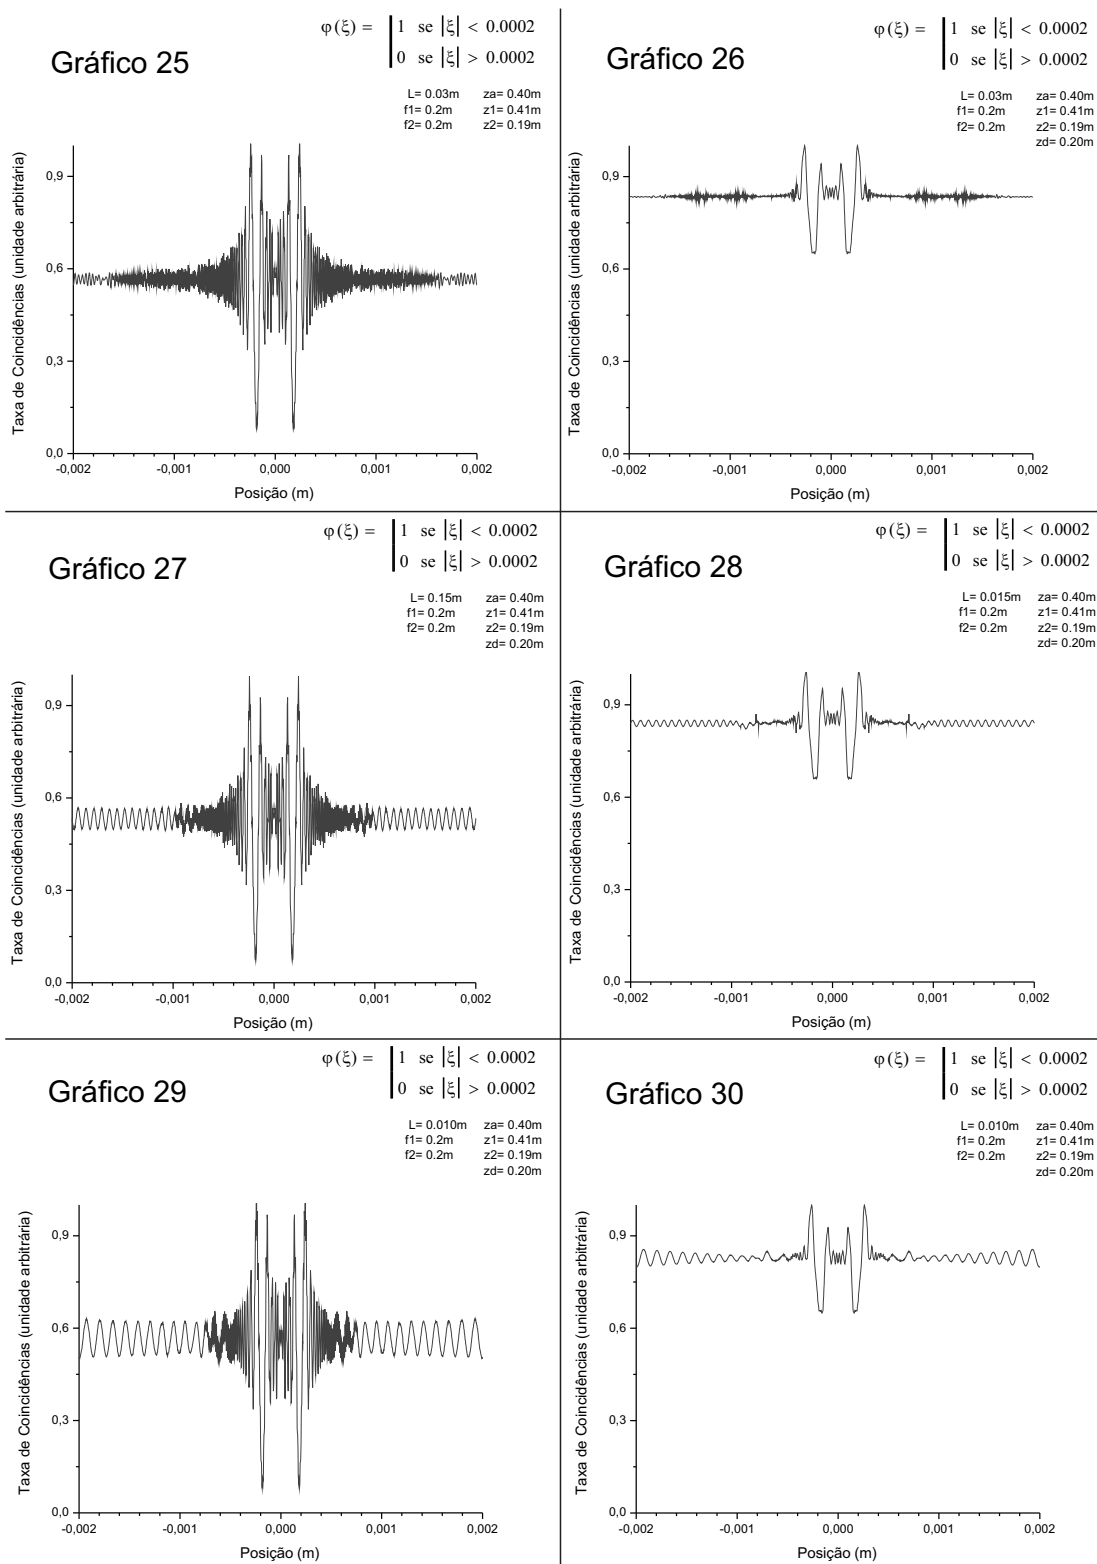 Gráfico 25
φ(ξ) = 1 se |ξ| < 0.0002
0 se |ξ| > 0.0002
L= 0.03m za= 0.40m
f1= 0.2m z1= 0.41m
f2= 0.2m z2= 0.19m
Taxa de Coincidências (unidade arbitrária)
0,9
0,6
0,3
0,0
-0,002 -0,001 0,000 0,001 0,002
Posição (m)
Gráfico 26
φ(ξ) = 1 se |ξ| < 0.0002
0 se |ξ| > 0.0002
L= 0.03m za= 0.40m
f1= 0.2m z1= 0.41m
f2= 0.2m z2= 0.19m
zd= 0.20m
Taxa de Coincidências (unidade arbitrária)
0,9
0,6
0,3
0,0
-0,002 -0,001 0,000 0,001 0,002
Posição (m)
Gráfico 27
φ(ξ) = 1 se |ξ| < 0.0002
0 se |ξ| > 0.0002
L= 0.15m za= 0.40m
f1= 0.2m z1= 0.41m
f2= 0.2m z2= 0.19m
zd= 0.20m
Taxa de Coincidências (unidade arbitrária)
0,9
0,6
0,3
0,0
-0,002 -0,001 0,000 0,001 0,002
Posição (m)
Gráfico 28
φ(ξ) = 1 se |ξ| < 0.0002
0 se |ξ| > 0.0002
L= 0.015m za= 0.40m
f1= 0.2m z1= 0.41m
f2= 0.2m z2= 0.19m
zd= 0.20m
Taxa de Coincidências (unidade arbitrária)
0,9
0,6
0,3
0,0
-0,002 -0,001 0,000 0,001 0,002
Posição (m)
Gráfico 29
φ(ξ) = 1 se |ξ| < 0.0002
0 se |ξ| > 0.0002
L= 0.010m za= 0.40m
f1= 0.2m z1= 0.41m
f2= 0.2m z2= 0.19m
zd= 0.20m
Taxa de Coincidências (unidade arbitrária)
0,9
0,6
0,3
0,0
-0,002 -0,001 0,000 0,001 0,002
Posição (m)
Gráfico 30
φ(ξ) = 1 se |ξ| < 0.0002
0 se |ξ| > 0.0002
L= 0.010m za= 0.40m
f1= 0.2m z1= 0.41m
f2= 0.2m z2= 0.19m
zd= 0.20m
Taxa de Coincidências (unidade arbitrária)
0,9
0,6
0,3
0,0
-0,002 -0,001 0,000 0,001 0,002
Posição (m)